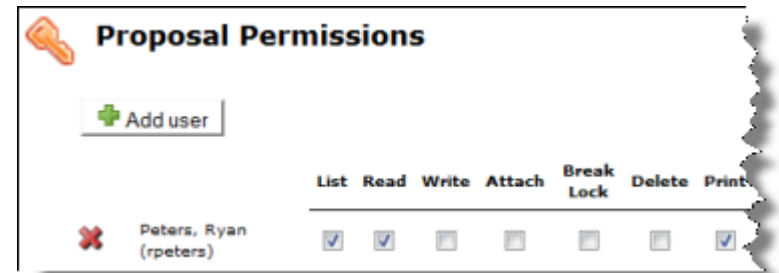 Proposal Permissions
Add user
List Read Write Attach Break Lock Delete Print
Peters, Ryan
(rpeters)